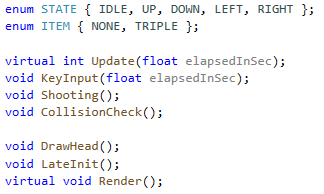 enum STATE { IDLE, UP, DOWN, LEFT, RIGHT };
enum ITEM { NONE, TRIPLE };
virtual int Update(float elapsedInSec);
void KeyInput(float elapsedInSec);
void Shooting();
void CollisionCheck();
void DrawHead();
void LateInit();
virtual void Render();